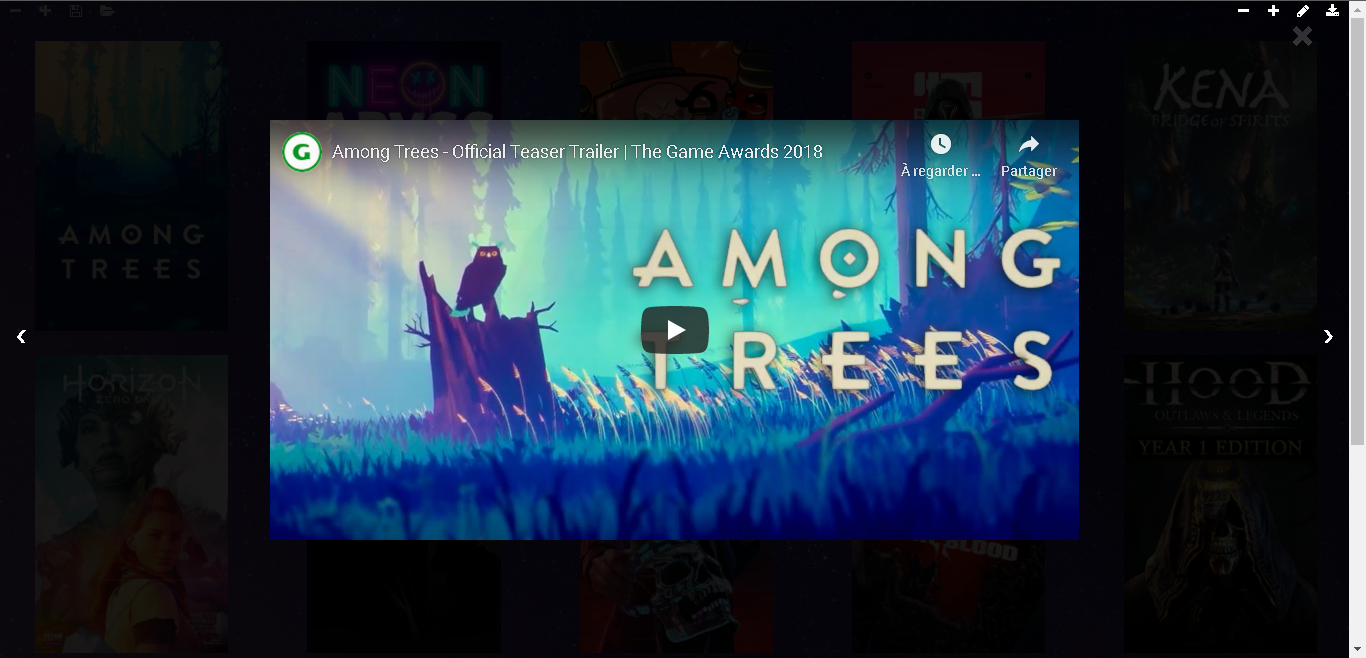 NEON
ABYSS
KENA
BRIDGE OF SPIRITS
G
Among Trees - Official Teaser Trailer | The Game Awards 2018
À regarder ...
Partager
AMONG
TREES
AMONG
TREES
HORIZON
ZERO DAWN
HOOD
OUTLAWS & LEGENDS
YEAR 1 EDITION
BLOOD